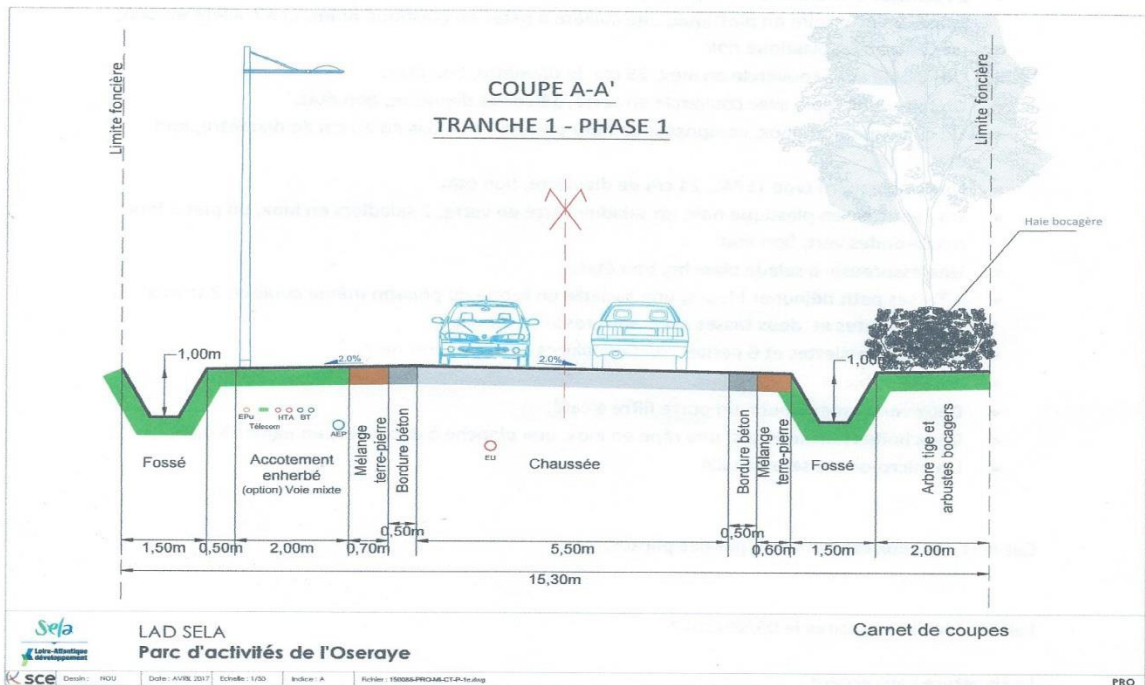 COUPE A-A'
TRANCHE 1 - PHASE 1
Limite foncière
Limite foncière
Haie bocagère
1,00m
2.0%
2.0%
1,00m
EPu
Télecom
HTA
BT
AEP
EU
Fossé
Accotement
enherbé
(option) Voie mixte
Mélange
terre-pierre
Bordure béton
Chaussée
Bordure béton
Mélange
terre-pierre
Fossé
Arbre tige et
arbustes bocagers
1,50m
0,50m
2,00m
0,70m
0,50m
5,50m
0,50m
0,60m
1,50m
2,00m
15,30m
Sela
Loire-Atlantique
développement
LAD SELA
Parc d'activités de l'Oseraye
Carnet de coupes
sce
Dessin : NOU
Date : AVRIL 2017
Echelle : 1/50
Indice : A
PRO